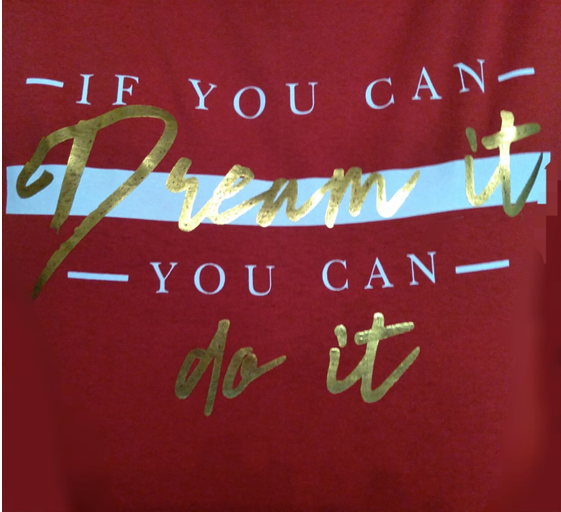 — IF YOU CAN —
Dream it
— YOU CAN —
do it